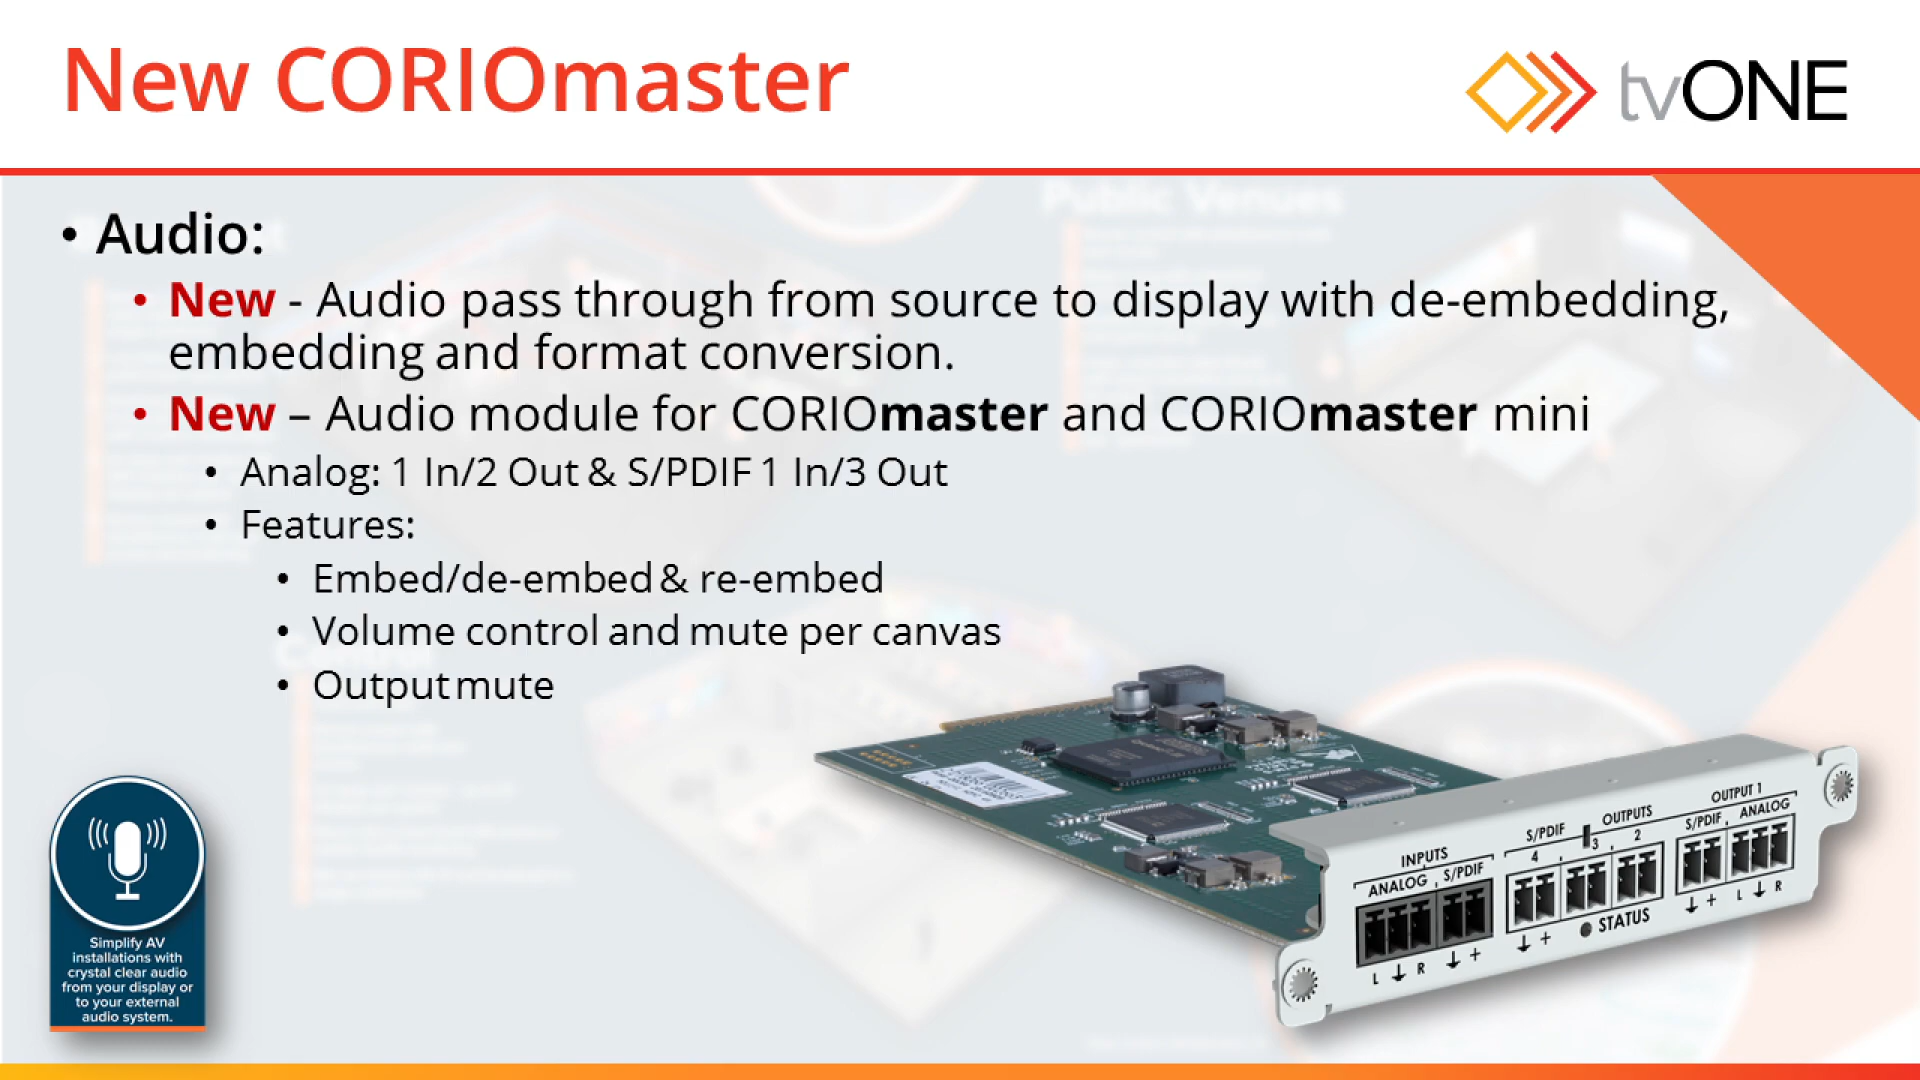 New CORIOmaster
tvONE
Public Venues
• Audio:
• New - Audio pass through from source to display with de-embedding,
embedding and format conversion.
• New – Audio module for CORIOmaster and CORIOmaster mini
• Analog: 1 In/2 Out & S/PDIF 1 In/3 Out
• Features:
• Embed/de-embed & re-embed
• Volume control and mute per canvas
• Output mute
Simplify AV
installations with
crystal clear audio
from your display or
to your external
audio system.
INPUTS
ANALOG S/PDIF
L R +
S/PDIF OUTPUTS
4 3 2
+ STATUS
OUTPUT 1
S/PDIF ANALOG
+ L R